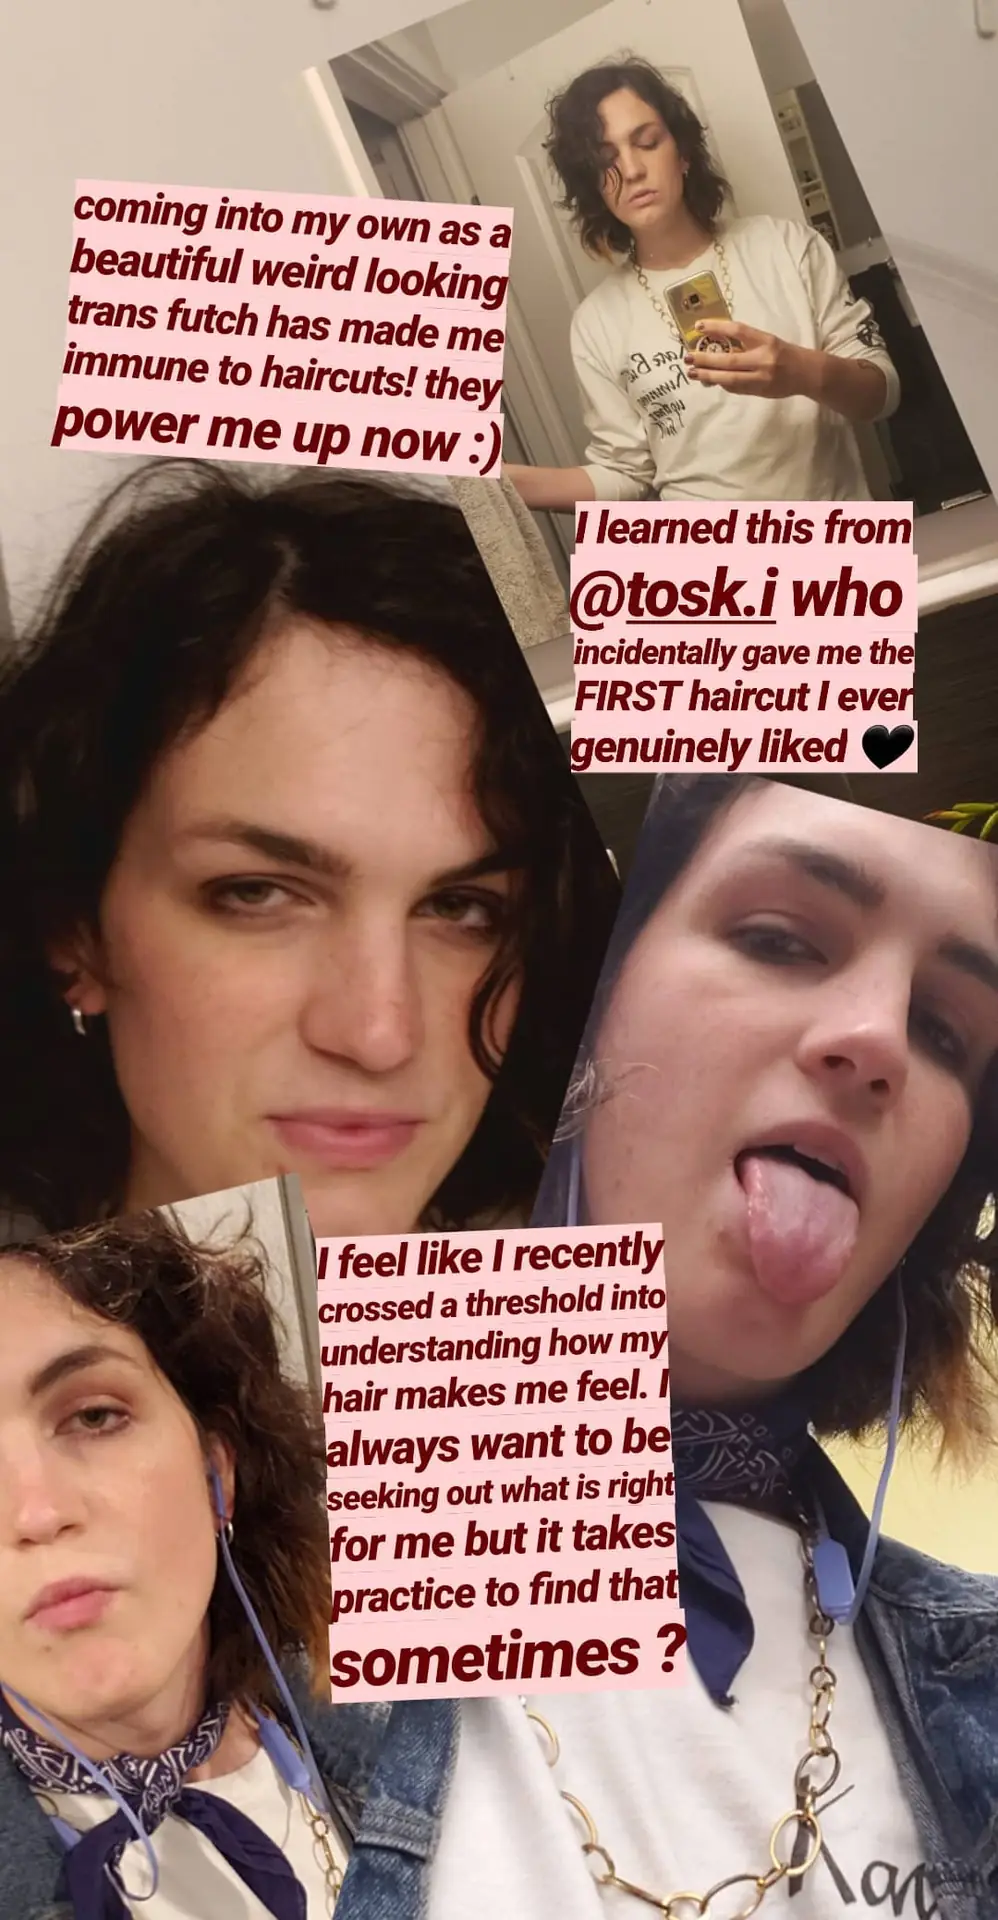 coming into my own as a
beautiful weird looking
trans futch has made me
immune to haircuts! they
power me up now :)
I learned this from
@tosk.i who
incidentally gave me the
FIRST haircut I ever
genuinely liked 🖤
I feel like I recently
crossed a threshold into
understanding how my
hair makes me feel. I
always want to be
seeking out what is right
for me but it takes
practice to find that
sometimes ?